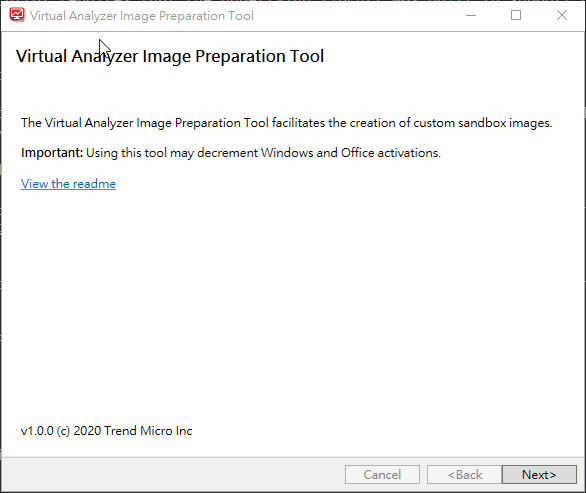 Virtual Analyzer Image Preparation Tool
Virtual Analyzer Image Preparation Tool
The Virtual Analyzer Image Preparation Tool facilitates the creation of custom sandbox images.
Important: Using this tool may decrement Windows and Office activations.
View the readme
v1.0.0 (c) 2020 Trend Micro Inc
Cancel <Back Next>